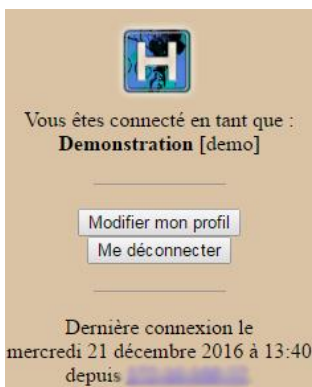 H
Vous êtes connecté en tant que :
Demonstration [demo]
Modifier mon profil
Me déconnecter
Dernière connexion le
mercredi 21 décembre 2016 à 13:40
depuis